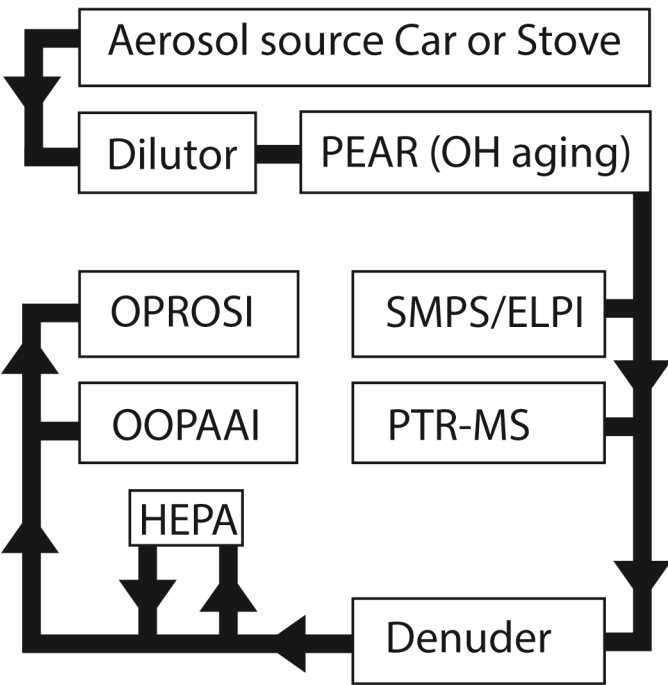 Aerosol source Car or Stove
Dilutor
PEAR (OH aging)
OPROSI
SMPS/ELPI
OOPAAI
PTR-MS
HEPA
Denuder